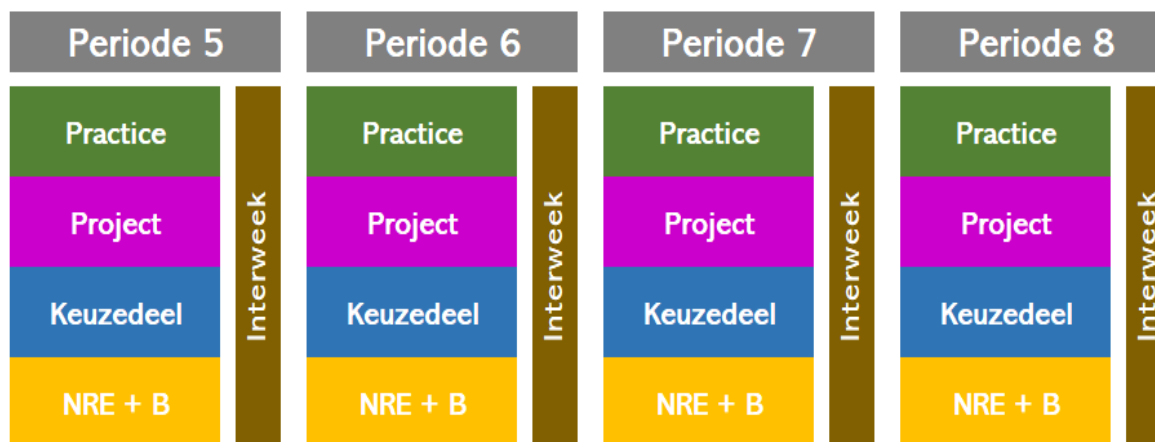 Periode 5
Practice
Project
Keuzedeel
NRE + B
Interweek
Periode 6
Practice
Project
Keuzedeel
NRE + B
Interweek
Periode 7
Practice
Project
Keuzedeel
NRE + B
Interweek
Periode 8
Practice
Project
Keuzedeel
NRE + B
Interweek